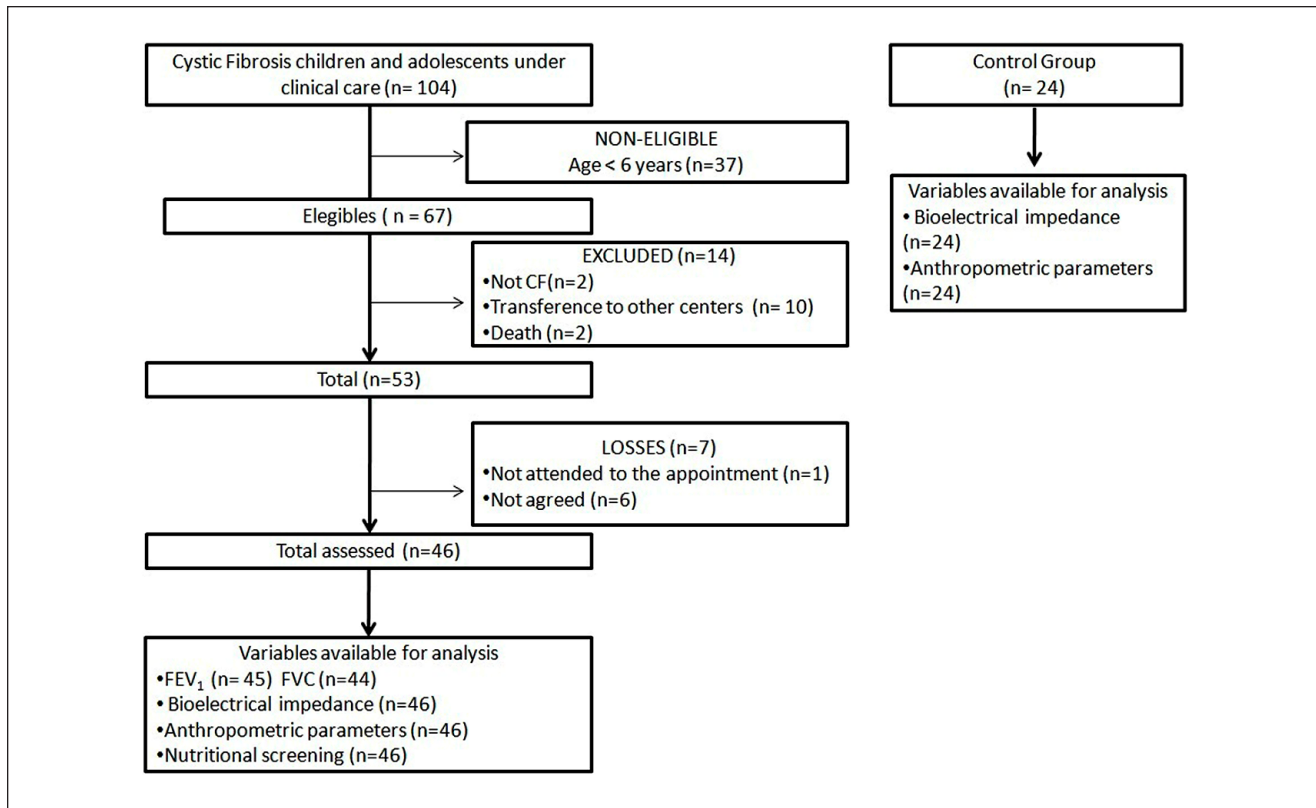 Cystic Fibrosis children and adolescents under
clinical care (n= 104)
NON-ELIGIBLE
Age < 6 years (n=37)
Elegibles ( n = 67)
EXCLUDED (n=14)
•Not CF(n=2)
•Transference to other centers (n= 10)
•Death (n=2)
Total (n=53)
LOSSES (n=7)
•Not attended to the appointment (n=1)
•Not agreed (n=6)
Total assessed (n=46)
Variables available for analysis
•FEV₁ (n= 45) FVC (n=44)
• Bioelectrical impedance (n=46)
•Anthropometric parameters (n=46)
•Nutritional screening (n=46)
Control Group
(n= 24)
Variables available for analysis
• Bioelectrical impedance
(n=24)
•Anthropometric parameters
(n=24)